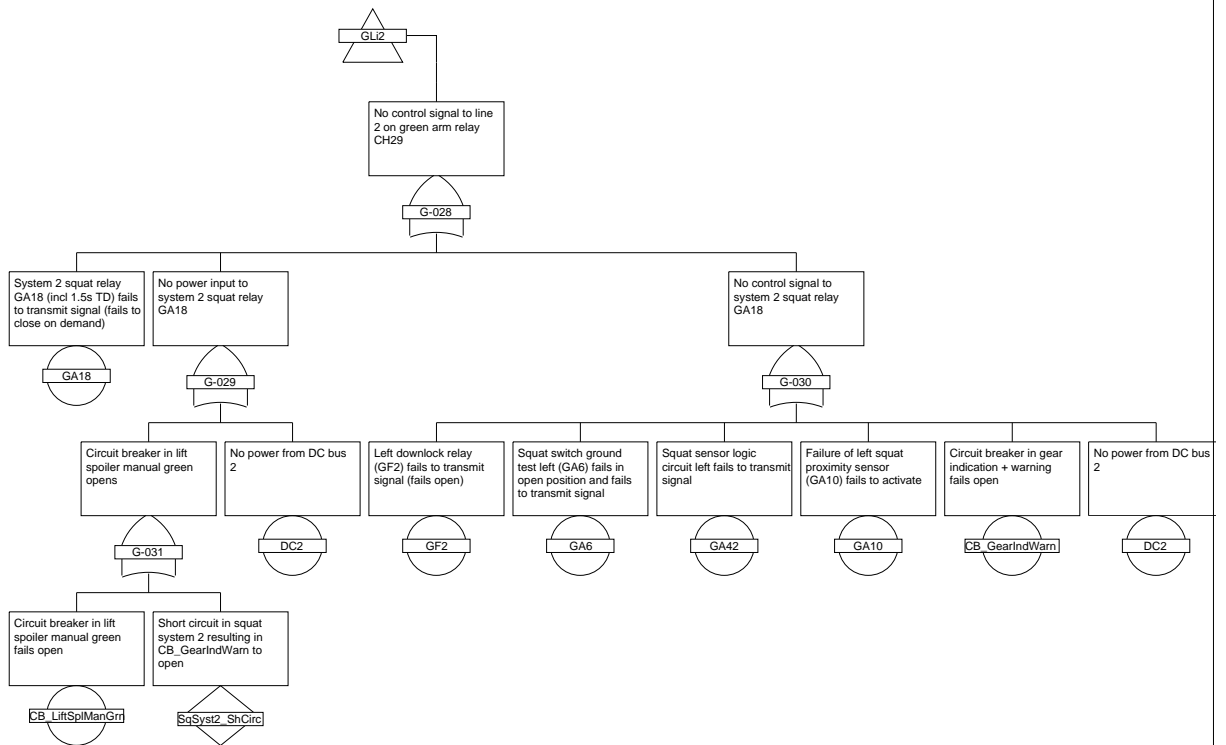 GLi2
No control signal to line
2 on green arm relay
CH29
G-028
System 2 squat relay
GA18 (incl 1.5s TD) fails
to transmit signal (fails to
close on demand)
GA18
No power input to
system 2 squat relay
GA18
G-029
No control signal to
system 2 squat relay
GA18
G-030
Circuit breaker in lift
spoiler manual green
opens
G-031
No power from DC bus
2
DC2
Left downlock relay
(GF2) fails to transmit
signal (fails open)
GF2
Squat switch ground
test left (GA6) fails in
open position and fails
to transmit signal
GA6
Squat sensor logic
circuit left fails to transmit
signal
GA42
Failure of left squat
proximity sensor
(GA10) fails to activate
GA10
Circuit breaker in gear
indication + warning
fails open
CB_GearIndWarn
No power from DC bus
2
DC2
Circuit breaker in lift
spoiler manual green
fails open
CB_LiftSplManGrn
Short circuit in squat
system 2 resulting in
CB_GearIndWarn to
open
SqSyst2_ShCirc